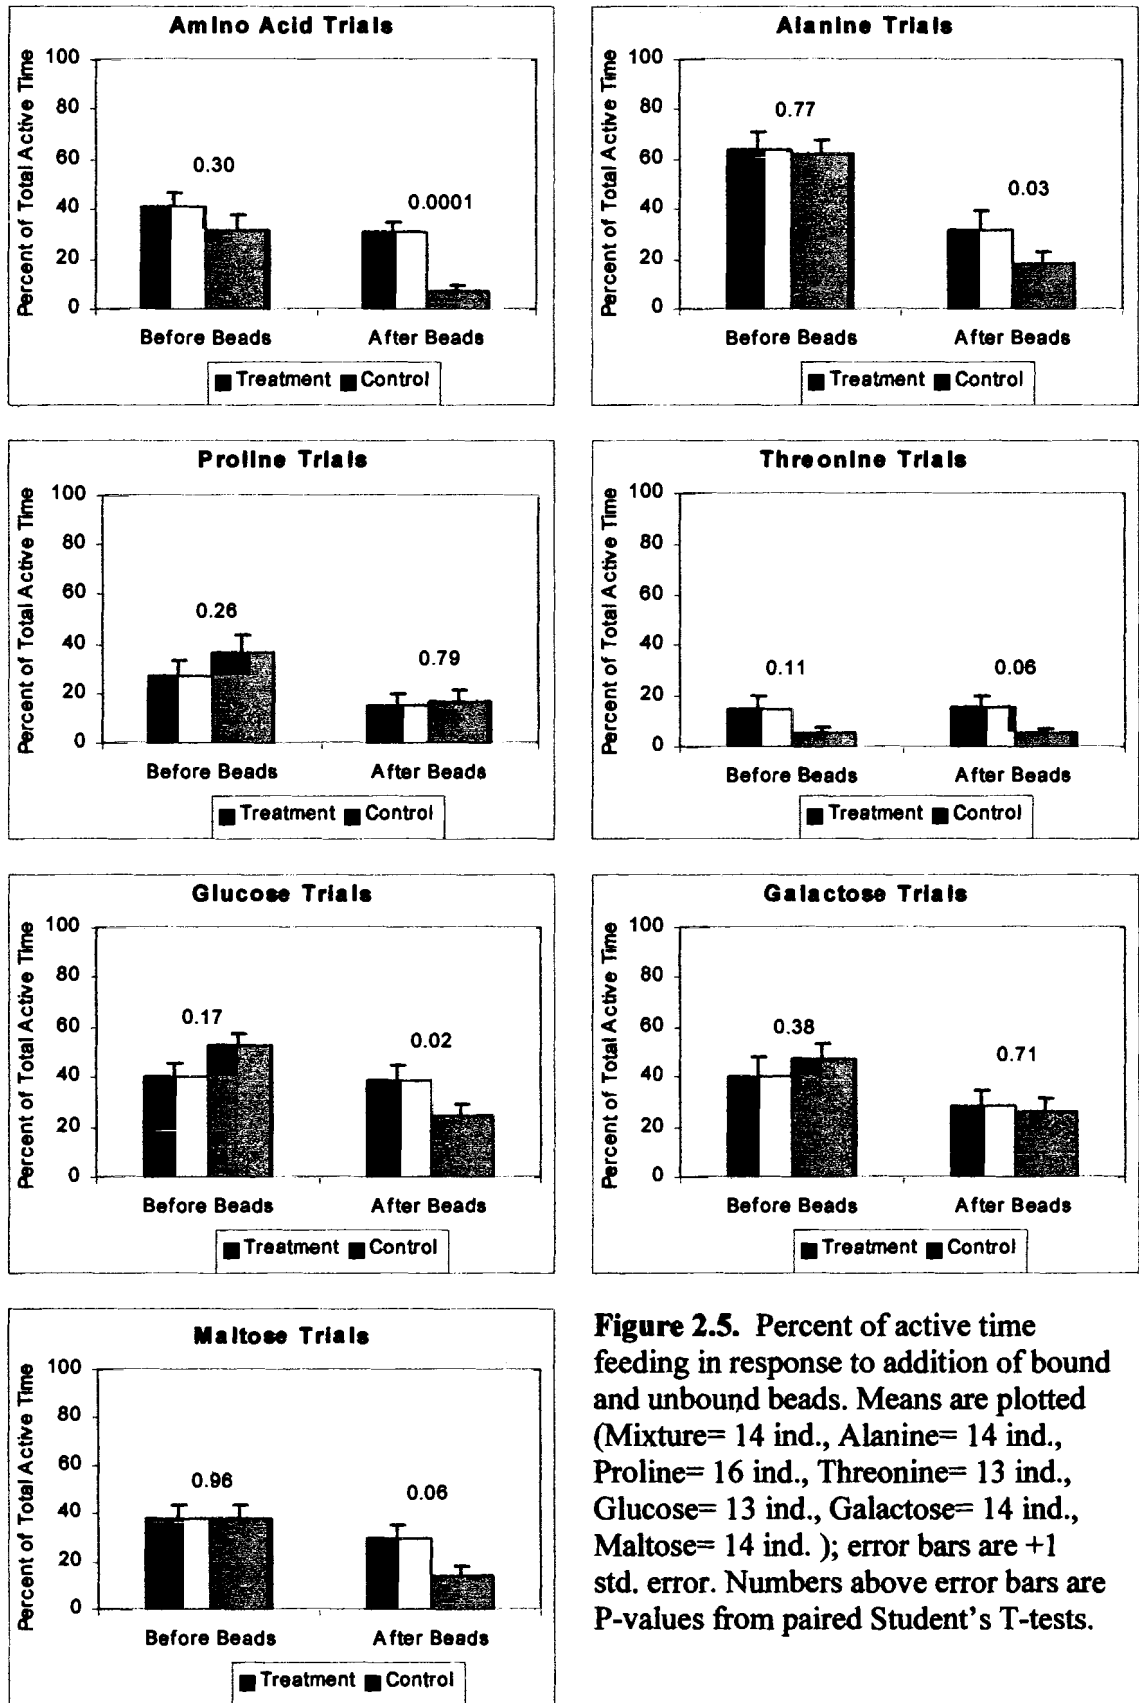 Amino Acid Trials
Percent of Total Active Time
100
80
60
40
20
0
0.30
0.0001
Before Beads
After Beads
Treatment Control
Alanine Trials
Percent of Total Active Time
100
80
60
40
20
0
0.77
0.03
Before Beads
After Beads
Treatment Control
Proline Trials
Percent of Total Active Time
100
80
60
40
20
0
0.26
0.79
Before Beads
After Beads
Treatment Control
Threonine Trials
Percent of Total Active Time
100
80
60
40
20
0
0.11
0.06
Before Beads
After Beads
Treatment Control
Glucose Trials
Percent of Total Active Time
100
80
60
40
20
0
0.17
0.02
Before Beads
After Beads
Treatment Control
Galactose Trials
Percent of Total Active Time
100
80
60
40
20
0
0.38
0.71
Before Beads
After Beads
Treatment Control
Maltose Trials
Percent of Total Active Time
100
80
60
40
20
0
0.96
0.06
Before Beads
After Beads
Treatment Control
Figure 2.5. Percent of active time
feeding in response to addition of bound
and unbound beads. Means are plotted
(Mixture= 14 ind., Alanine= 14 ind.,
Proline= 16 ind., Threonine= 13 ind.,
Glucose= 13 ind., Galactose= 14 ind.,
Maltose= 14 ind. ); error bars are +1
std. error. Numbers above error bars are
P-values from paired Student's T-tests.